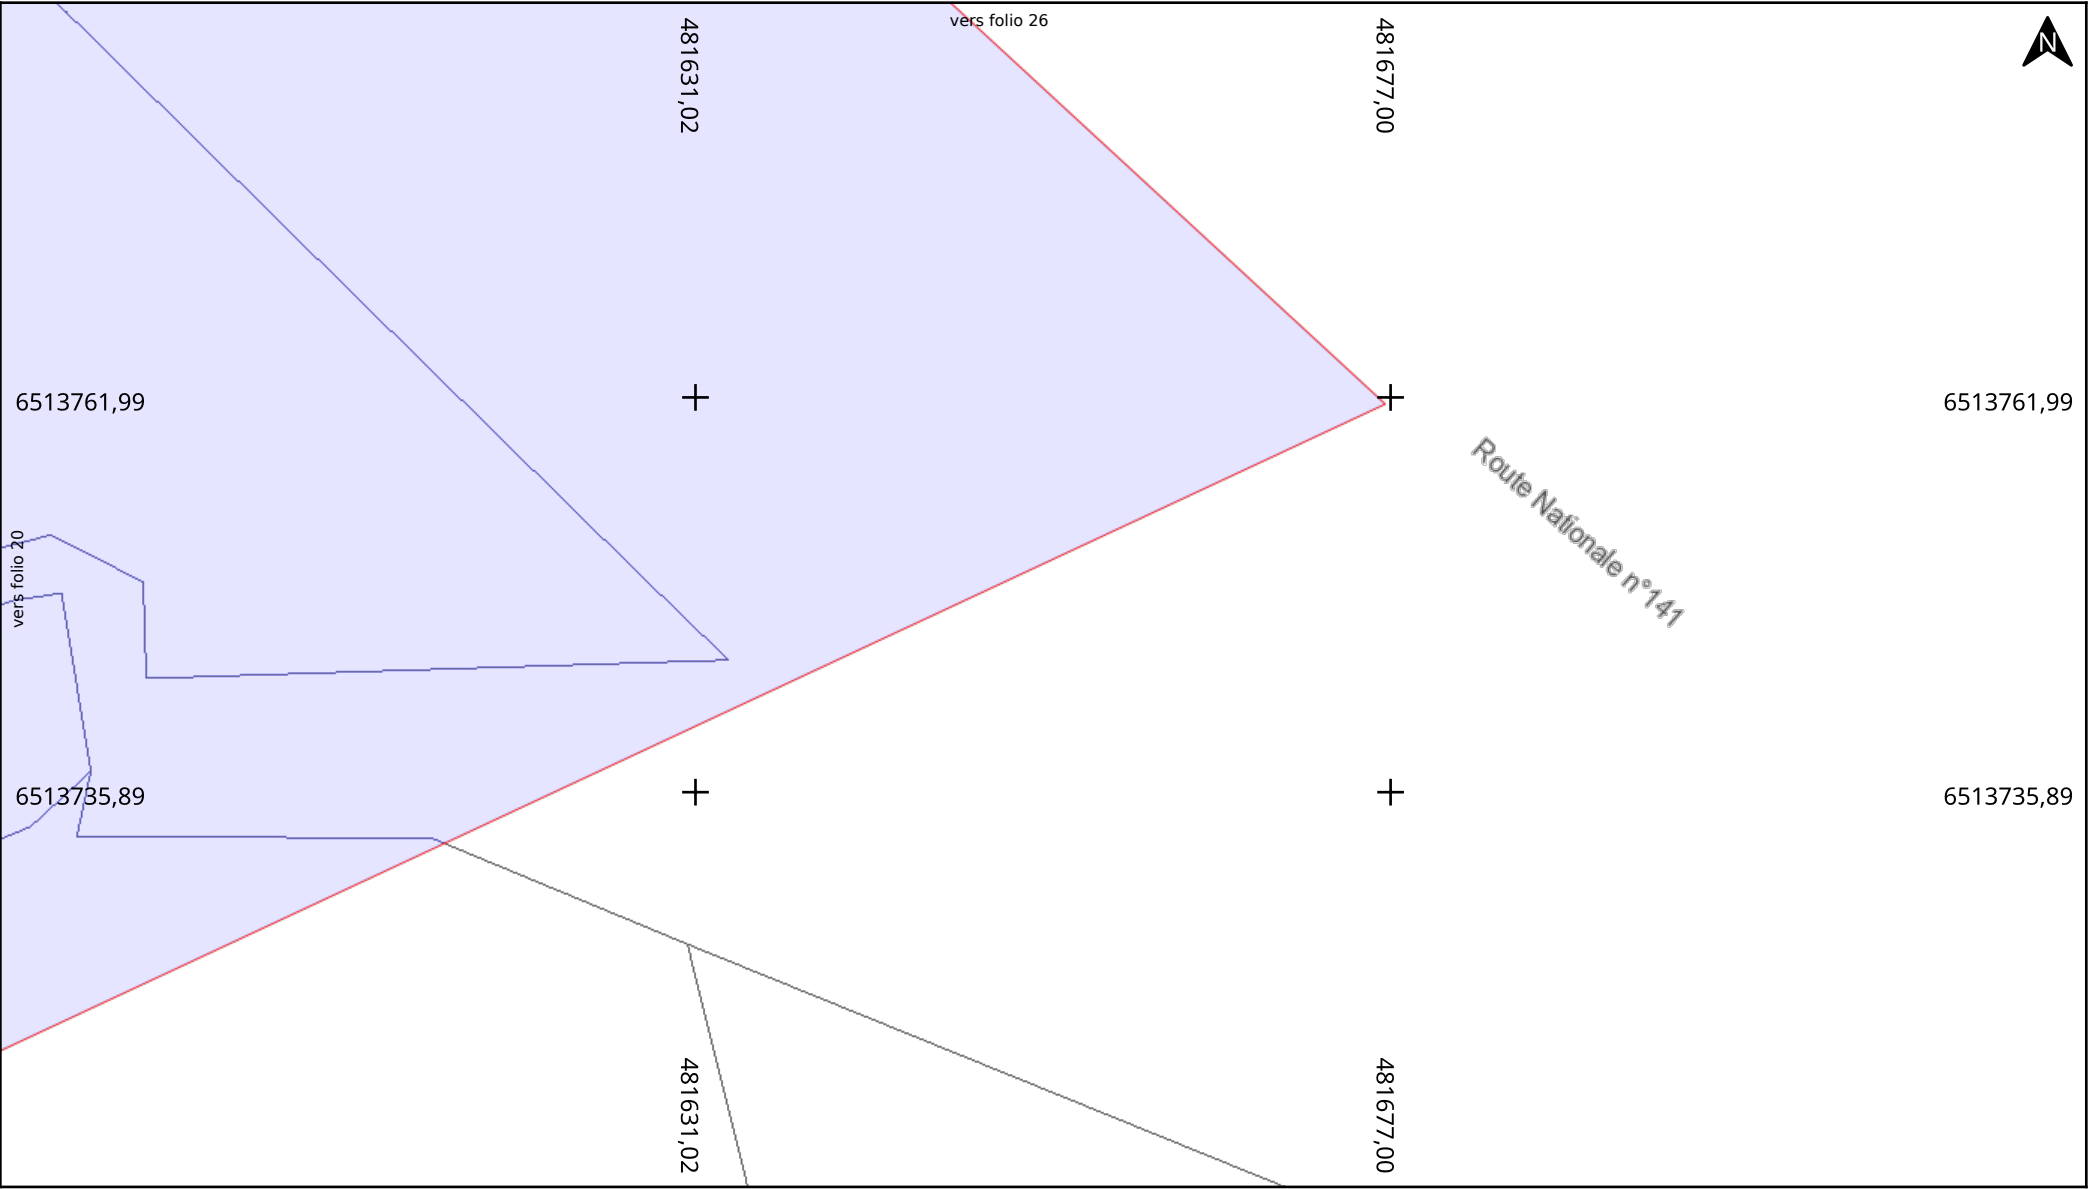 vers folio 26
481631,02
481677,00
N
6513761,99
6513761,99
Route Nationale n°141
vers folio 20
6513735,89
6513735,89
481631,02
481677,00